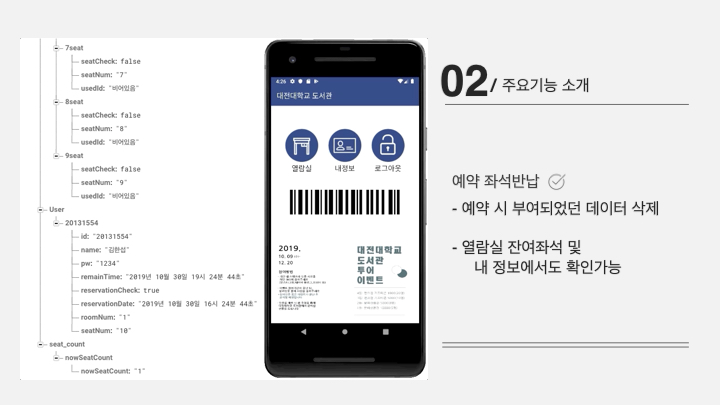 7seat
seatCheck: false
seatNum: "7"
usedId: "비어있음"
8seat
seatCheck: false
seatNum: "8"
usedId: "비어있음"
9seat
seatCheck: false
seatNum: "9"
usedId: "비어있음"
User
20131554
id: "20131554"
name: "김한섭"
pw: "1234"
remainTime: "2019년 10월 30일 19시 24분 44초"
reservationCheck: true
reservationDate: "2019년 10월 30일 16시 24분 44초"
roomNum: "1"
seatNum: "10"
seat_count
nowSeatCount
nowSeatCount: "1"
4:26
대전대학교 도서관
열람실 내정보 로그아웃
2019.
10. 09
12. 20
대전대학교
도서관
투어
이벤트
02/ 주요기능 소개
예약 좌석반납
- 예약 시 부여되었던 데이터 삭제
- 열람실 잔여좌석 및
내 정보에서도 확인가능